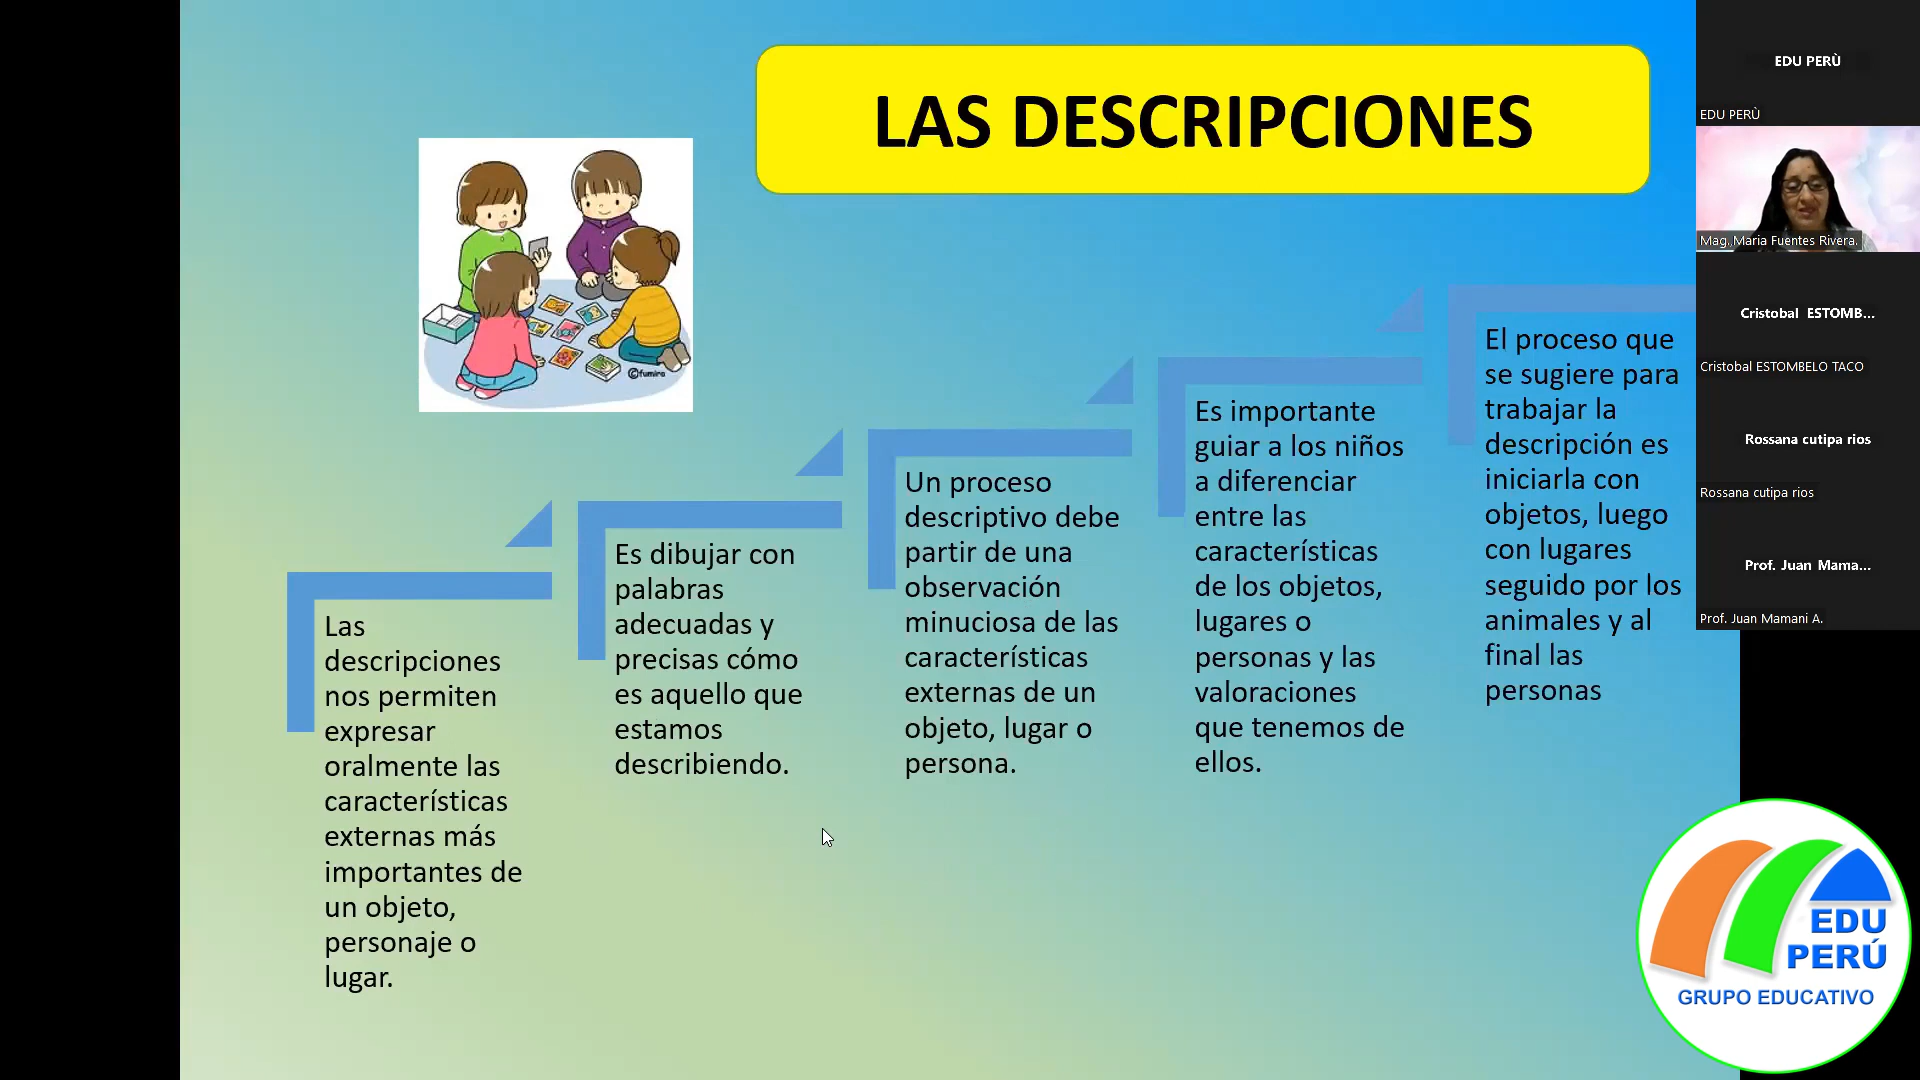 LAS DESCRIPCIONES
©fumira
Las
descripciones
nos permiten
expresar
oralmente las
características
externas más
importantes de
un objeto,
personaje o
lugar.
Es dibujar con
palabras
adecuadas y
precisas cómo
es aquello que
estamos
describiendo.
Un proceso
descriptivo debe
partir de una
observación
minuciosa de las
características
externas de un
objeto, lugar o
persona.
Es importante
guiar a los niños
a diferenciar
entre las
características
de los objetos,
lugares o
personas y las
valoraciones
que tenemos de
ellos.
El proceso que
se sugiere para
trabajar la
descripción es
iniciarla con
objetos, luego
con lugares
seguido por los
animales y al
final las
personas
EDU PERÙ
EDU PERÙ
Mag. Maria Fuentes Rivera.
Cristobal ESTOMB...
Cristobal ESTOMBELO TACO
Rossana cutipa rios
Rossana cutipa rios
Prof. Juan Mama...
Prof. Juan Mamani A.
EDU
PERÚ
GRUPO EDUCATIVO